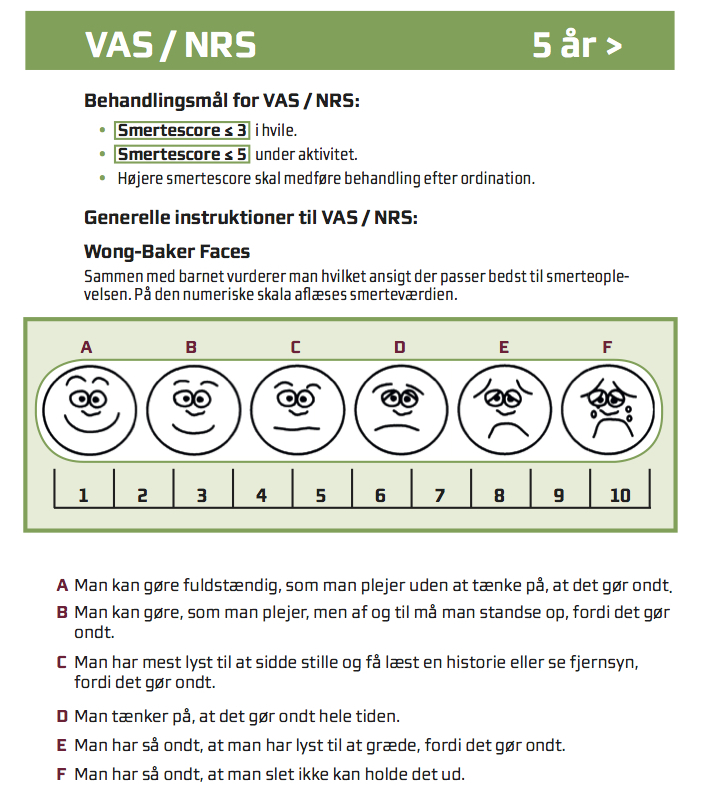 VAS / NRS 5 år >
Behandlingsmål for VAS / NRS:
• Smertescore ≤ 3 i hvile.
• Smertescore ≤ 5 under aktivitet.
• Højere smertescore skal medføre behandling efter ordination.
Generelle instruktioner til VAS / NRS:
Wong-Baker Faces
Sammen med barnet vurderer man hvilket ansigt der passer bedst til smerteople-
velsen. På den numeriske skala aflæses smerteværdien.
A B C D E F
1 2 3 4 5 6 7 8 9 10
A Man kan gøre fuldstændig, som man plejer uden at tænke på, at det gør ondt.
B Man kan gøre, som man plejer, men af og til må man standse op, fordi det gør
ondt.
C Man har mest lyst til at sidde stille og få læst en historie eller se fjernsyn,
fordi det gør ondt.
D Man tænker på, at det gør ondt hele tiden.
E Man har så ondt, at man har lyst til at græde, fordi det gør ondt.
F Man har så ondt, at man slet ikke kan holde det ud.